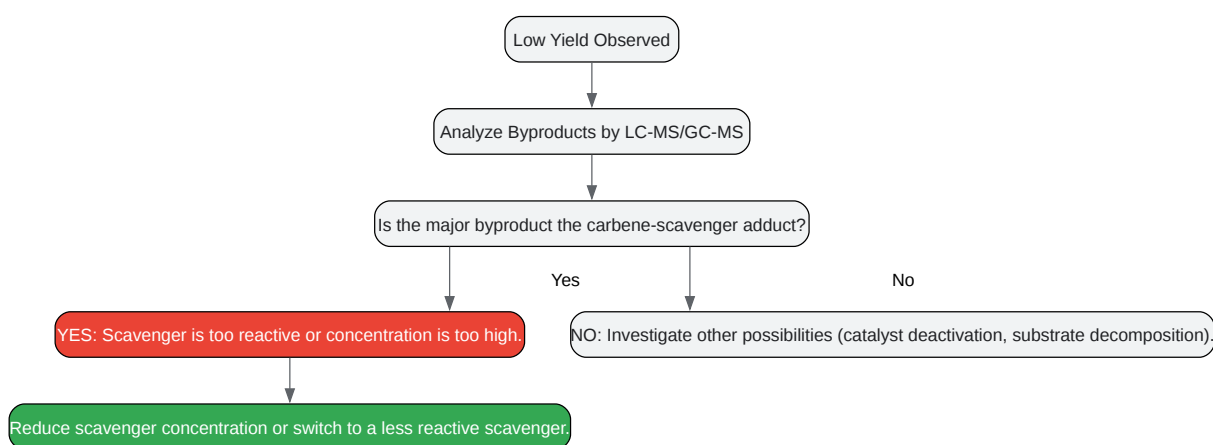 Low Yield Observed
Analyze Byproducts by LC-MS/GC-MS
Is the major byproduct the carbene-scavenger adduct?
Yes
No
YES: Scavenger is too reactive or concentration is too high.
NO: Investigate other possibilities (catalyst deactivation, substrate decomposition).
Reduce scavenger concentration or switch to a less reactive scavenger.